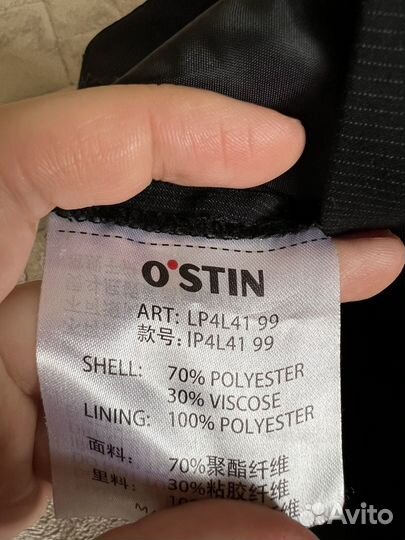 O'STIN
ART: LP4L41 99
款号: IP4L41 99
SHELL: 70% POLYESTER
30% VISCOSE
LINING: 100% POLYESTER
面料: 70%聚酯纤维
里料: 30%粘胶纤维
Avito